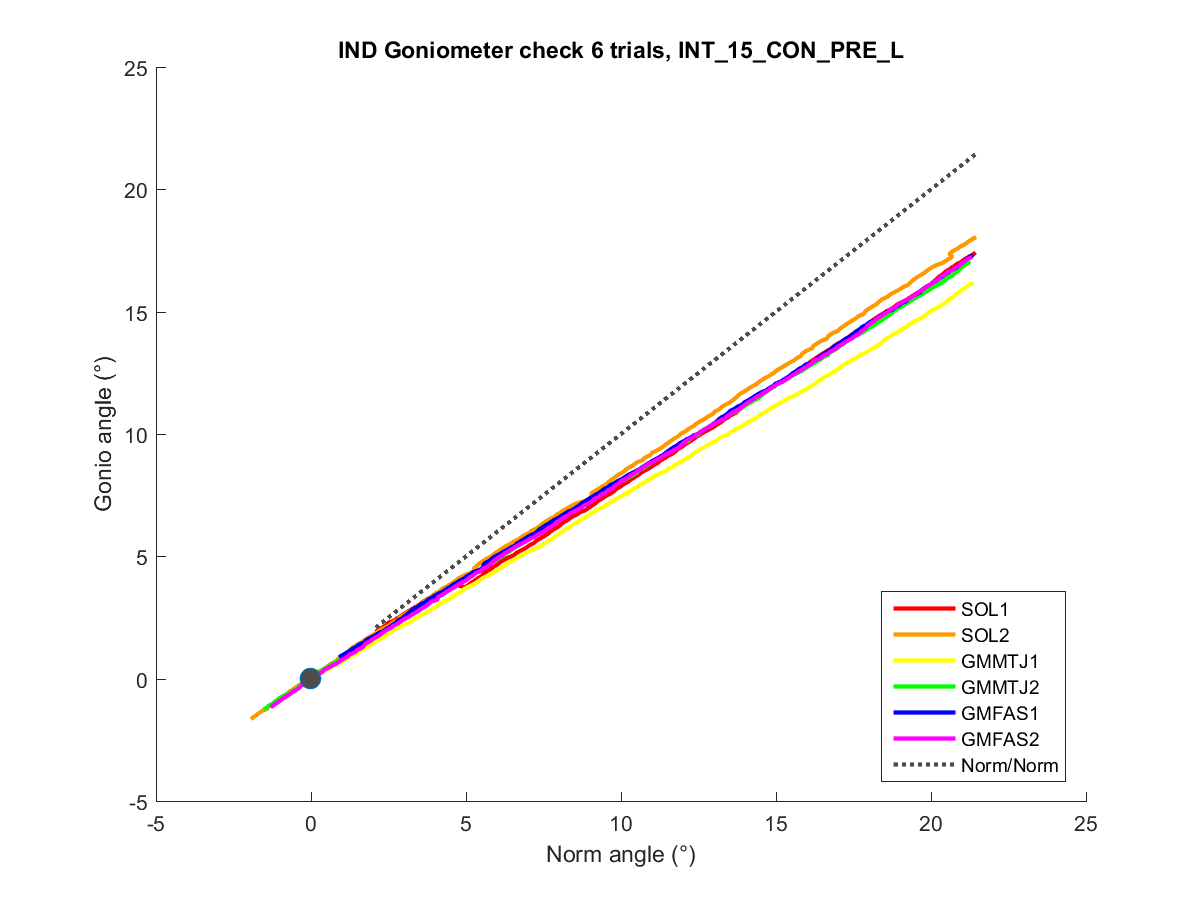 IND Goniometer check 6 trials, INT_15_CON_PRE_L
25
20
15
10
5
0
-5
Gonio angle (°)
-5
0
5
10
15
20
25
Norm angle (°)
SOL1
SOL2
GMMTJ1
GMMTJ2
GMFAS1
GMFAS2
Norm/Norm